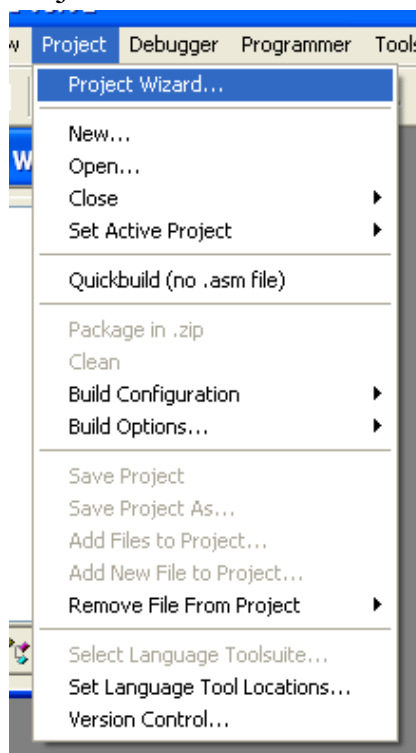 Project Debugger Programmer Tools
Project Wizard...
New...
Open...
Close
Set Active Project
Quickbuild (no .asm file)
Package in .zip
Clean
Build Configuration
Build Options...
Save Project
Save Project As...
Add Files to Project...
Add New File to Project...
Remove File From Project
Select Language Toolsuite...
Set Language Tool Locations...
Version Control...